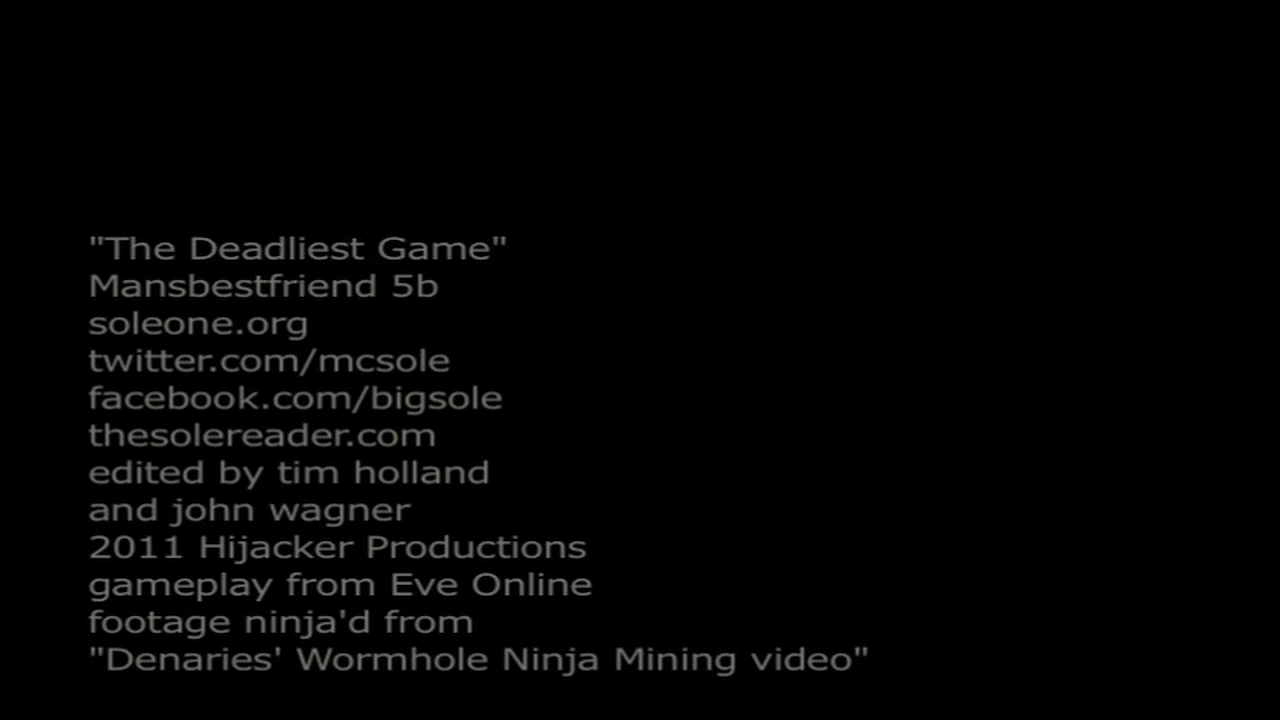 "The Deadliest Game"
Mansbestfriend 5b
soleone.org
twitter.com/mcsole
facebook.com/bigsole
thesolereader.com
edited by tim holland
and john wagner
2011 Hijacker Productions
gameplay from Eve Online
footage ninja'd from
"Denaries' Wormhole Ninja Mining video"